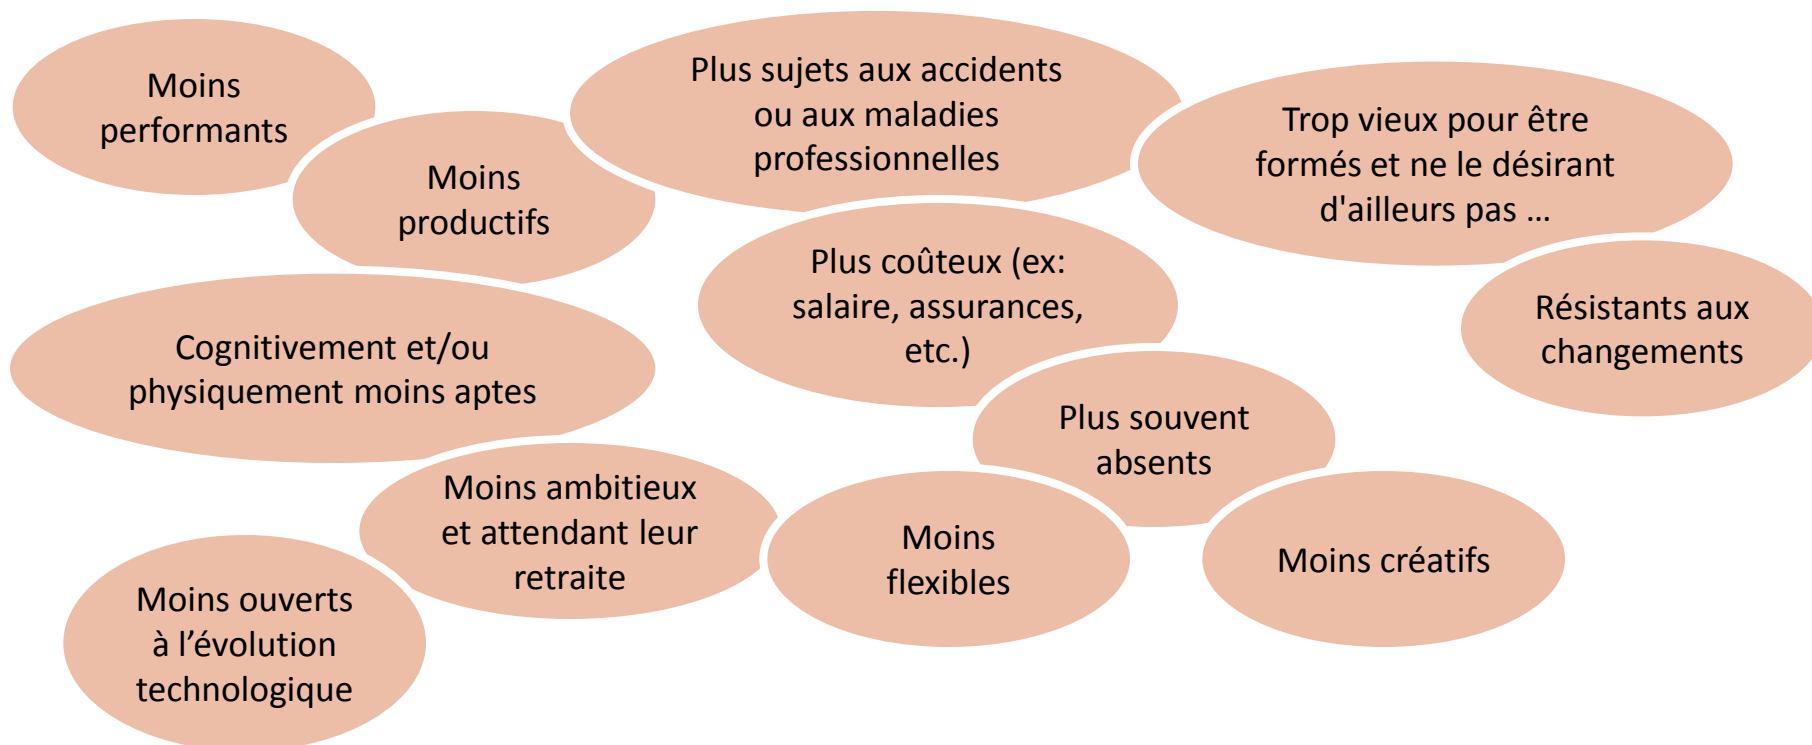 Moins
performants
Moins
productifs
Plus sujets aux accidents
ou aux maladies
professionnelles
Trop vieux pour être
formés et ne le désirant
d'ailleurs pas ...
Cognitivement et/ou
physiquement moins aptes
Plus coûteux (ex:
salaire, assurances,
etc.)
Résistants aux
changements
Plus souvent
absents
Moins ambitieux
et attendant leur
retraite
Moins
flexibles
Moins créatifs
Moins ouverts
à l’évolution
technologique